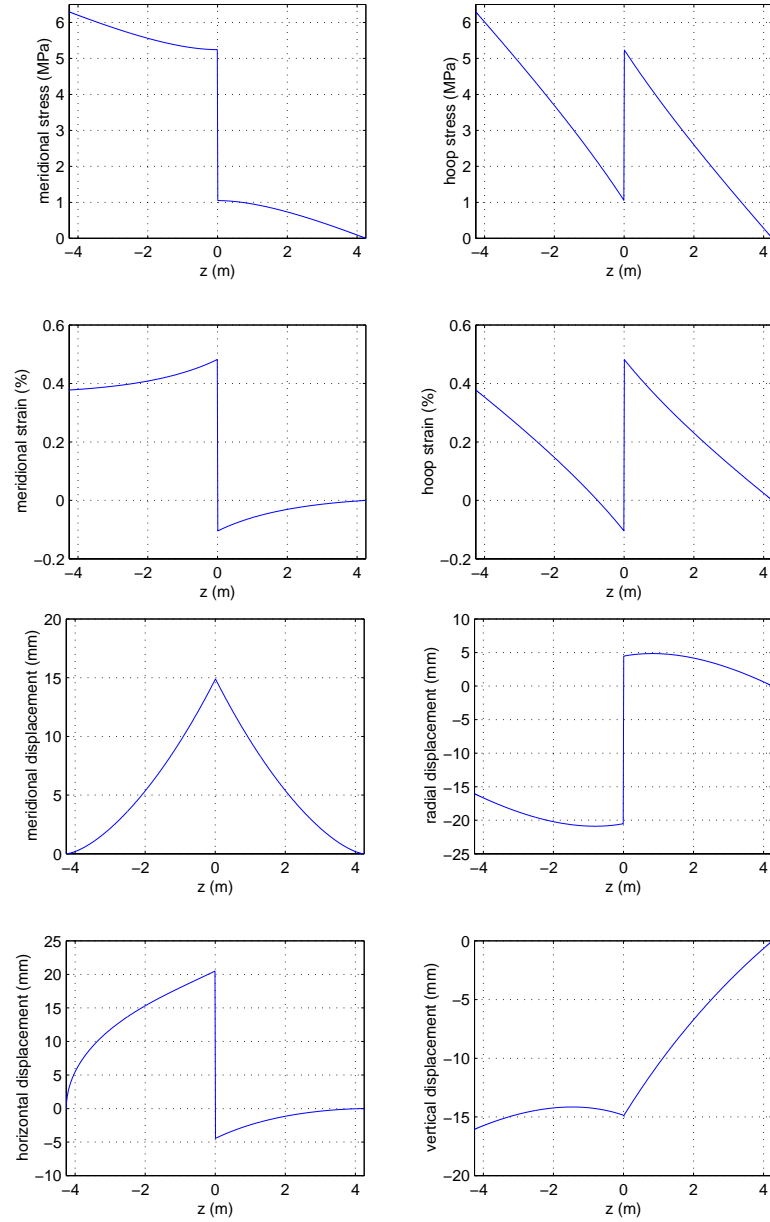 6
5
4
3
2
1
0
−4 −2 0 2 4
z (m)
meridional stress (MPa)
6
5
4
3
2
1
0
−4 −2 0 2 4
z (m)
hoop stress (MPa)
0.6
0.4
0.2
0
−0.2
−4 −2 0 2 4
z (m)
meridional strain (%)
0.6
0.4
0.2
0
−0.2
−4 −2 0 2 4
z (m)
hoop strain (%)
20
15
10
5
0
−4 −2 0 2 4
z (m)
meridional displacement (mm)
10
5
0
−5
−10
−15
−20
−25
−4 −2 0 2 4
z (m)
radial displacement (mm)
25
20
15
10
5
0
−5
−10
−4 −2 0 2 4
z (m)
horizontal displacement (mm)
0
−5
−10
−15
−20
−4 −2 0 2 4
z (m)
vertical displacement (mm)